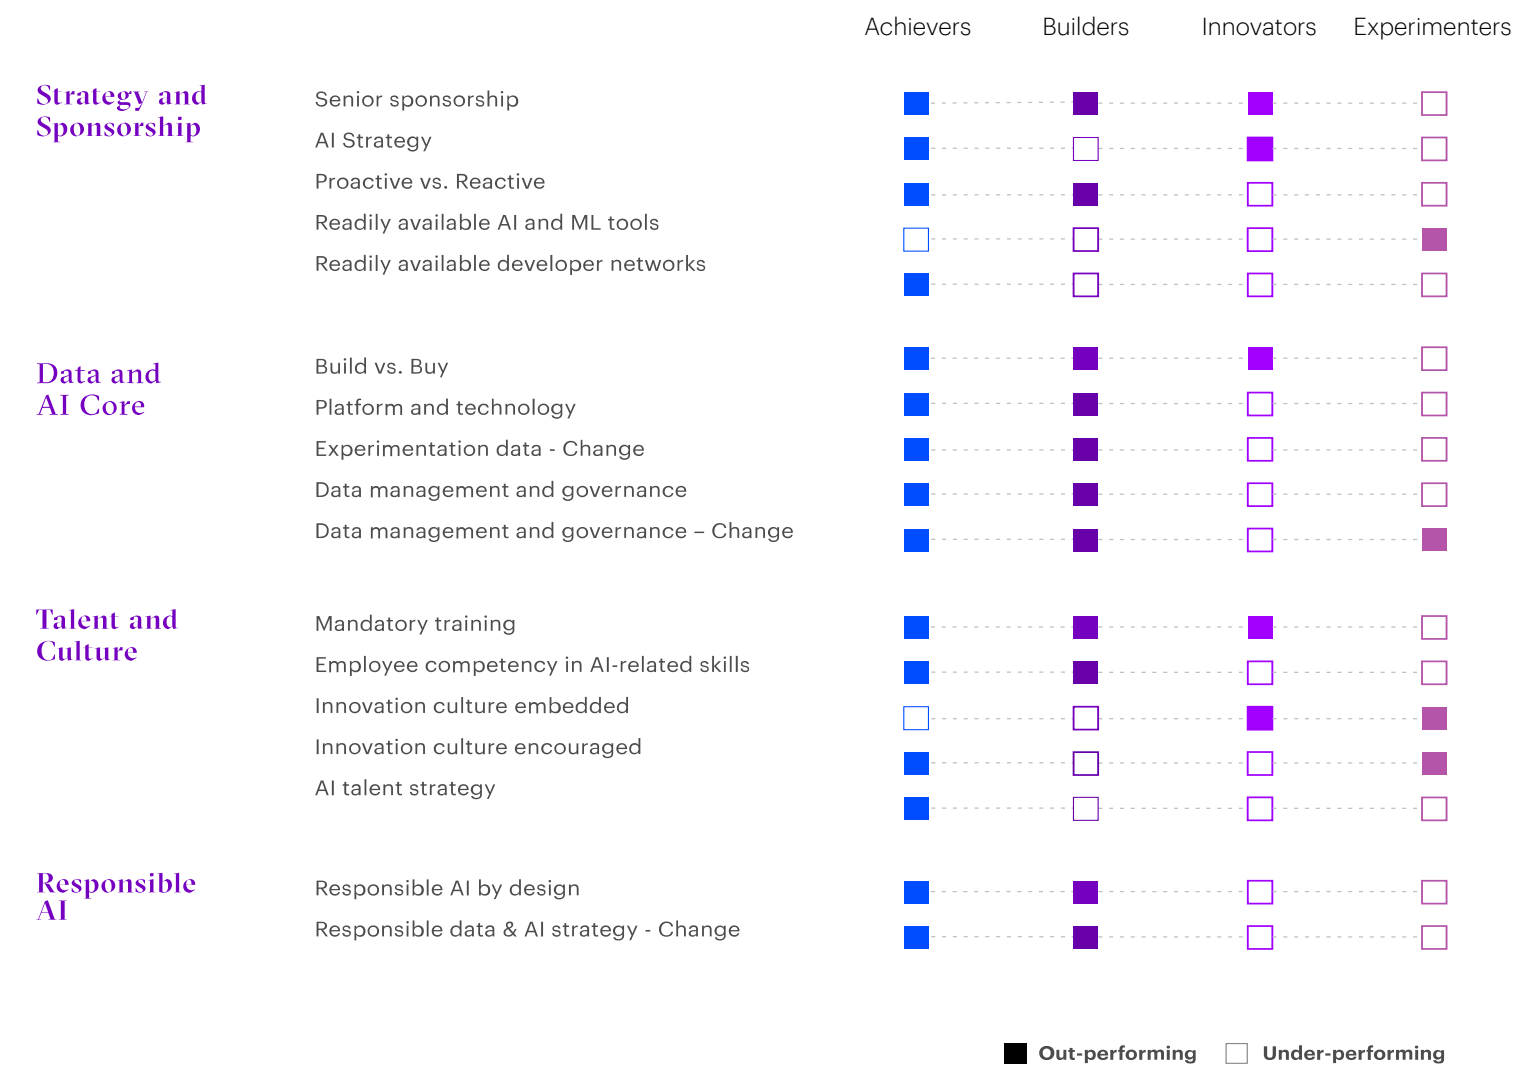 Achievers Builders Innovators Experimenters
Strategy and
Sponsorship
Senior sponsorship
AI Strategy
Proactive vs. Reactive
Readily available AI and ML tools
Readily available developer networks
Data and
AI Core
Build vs. Buy
Platform and technology
Experimentation data - Change
Data management and governance
Data management and governance – Change
Talent and
Culture
Mandatory training
Employee competency in AI-related skills
Innovation culture embedded
Innovation culture encouraged
AI talent strategy
Responsible
AI
Responsible AI by design
Responsible data & AI strategy - Change
Out-performing Under-performing